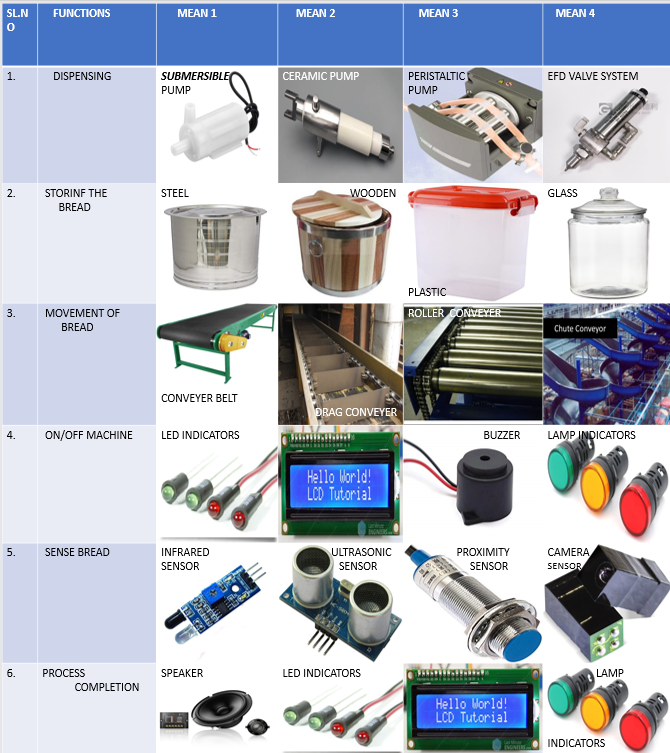 SL.N
O
FUNCTIONS
MEAN 1
MEAN 2
MEAN 3
MEAN 4
1.
DISPENSING
SUBMERSIBLE
PUMP
CERAMIC PUMP
PERISTALTIC
PUMP
EFD VALVE SYSTEM
2.
STORINF THE
BREAD
STEEL
WOODEN
PLASTIC
GLASS
3.
MOVEMENT OF
BREAD
CONVEYER BELT
DRAG CONVEYER
ROLLER CONVEYER
Chute Conveyor
4.
ON/OFF MACHINE
LED INDICATORS
Hello World!
LCD Tutorial
BUZZER
LAMP INDICATORS
5.
SENSE BREAD
INFRARED
SENSOR
ULTRASONIC
SENSOR
PROXIMITY
SENSOR
CAMERA
SENSOR
6.
PROCESS
COMPLETION
SPEAKER
LED INDICATORS
Hello World!
LCD Tutorial
LAMP
INDICATORS